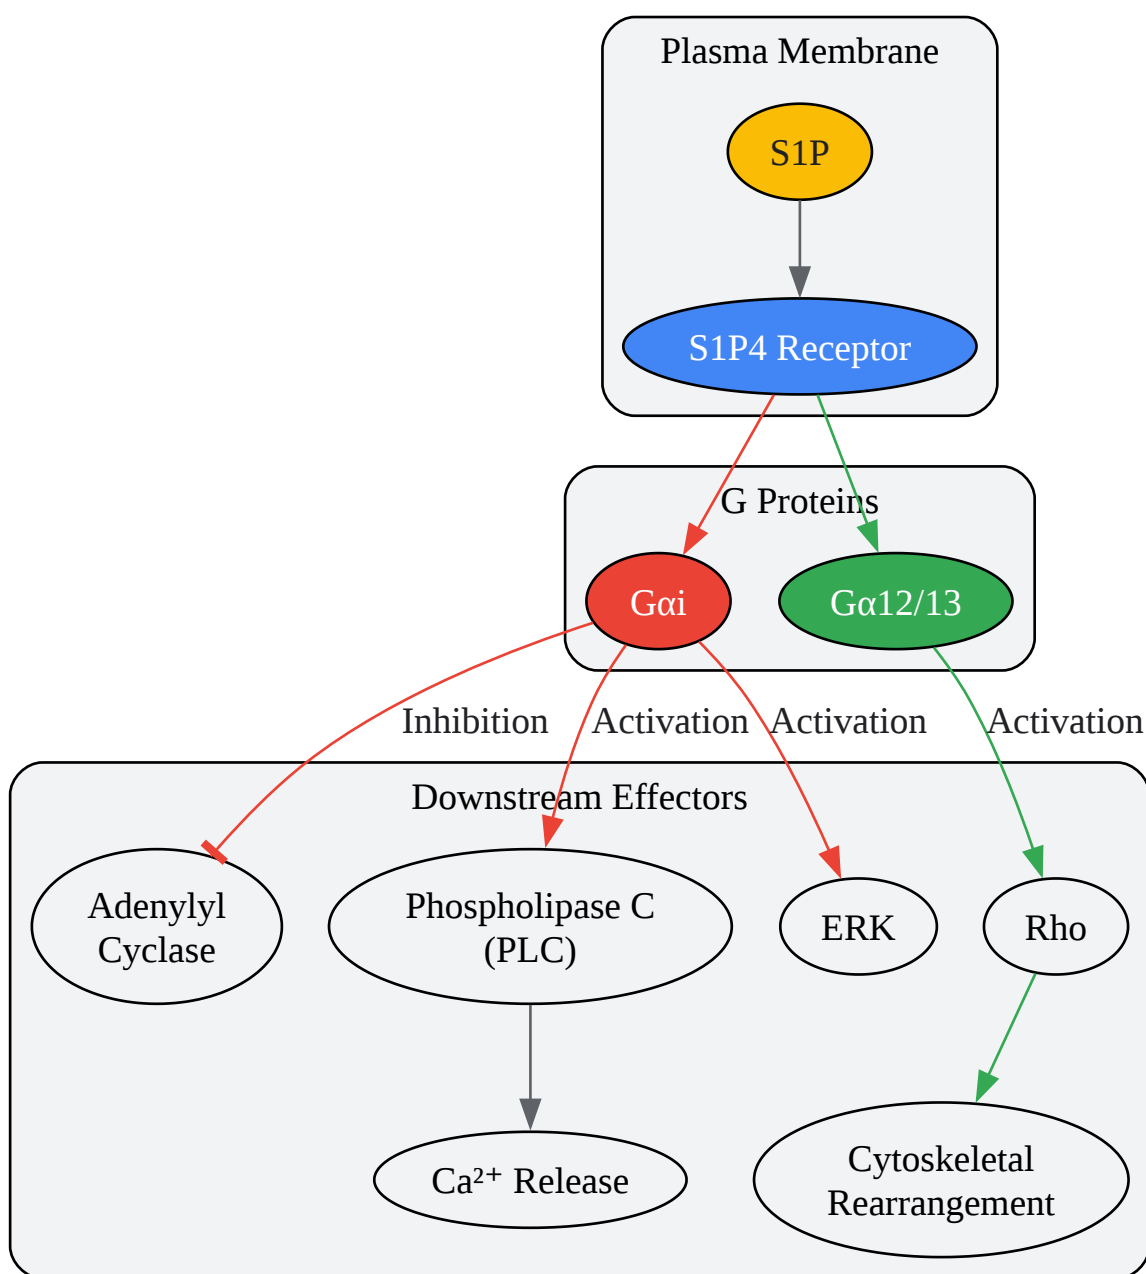 Plasma Membrane
S1P
S1P4 Receptor
G Proteins
Gαi
Gα12/13
Inhibition
Activation
Activation
Activation
Downstream Effectors
Adenylyl
Cyclase
Phospholipase C
(PLC)
ERK
Rho
Ca²⁺ Release
Cytoskeletal
Rearrangement